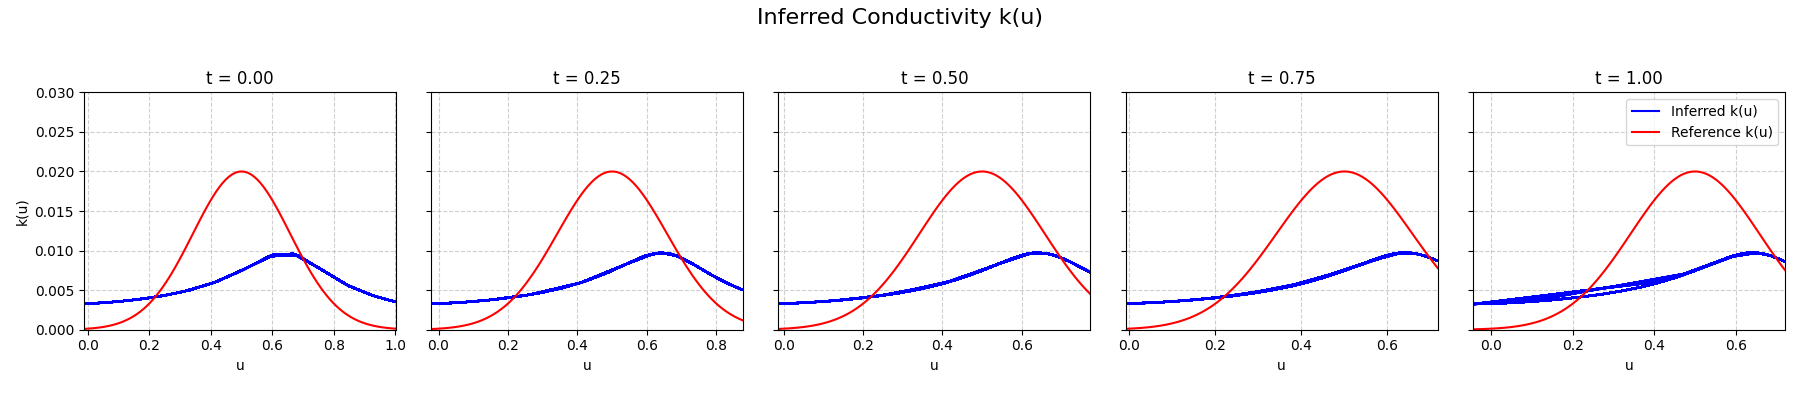 Inferred Conductivity k(u)
t = 0.00
t = 0.25
t = 0.50
t = 0.75
t = 1.00
k(u)
0.030
0.025
0.020
0.015
0.010
0.005
0.000
Inferred k(u)
Reference k(u)
0.0 0.2 0.4 0.6 0.8 1.0
0.0 0.2 0.4 0.6 0.8
0.0 0.2 0.4 0.6
0.0 0.2 0.4 0.6
0.0 0.2 0.4 0.6
u
u
u
u
u